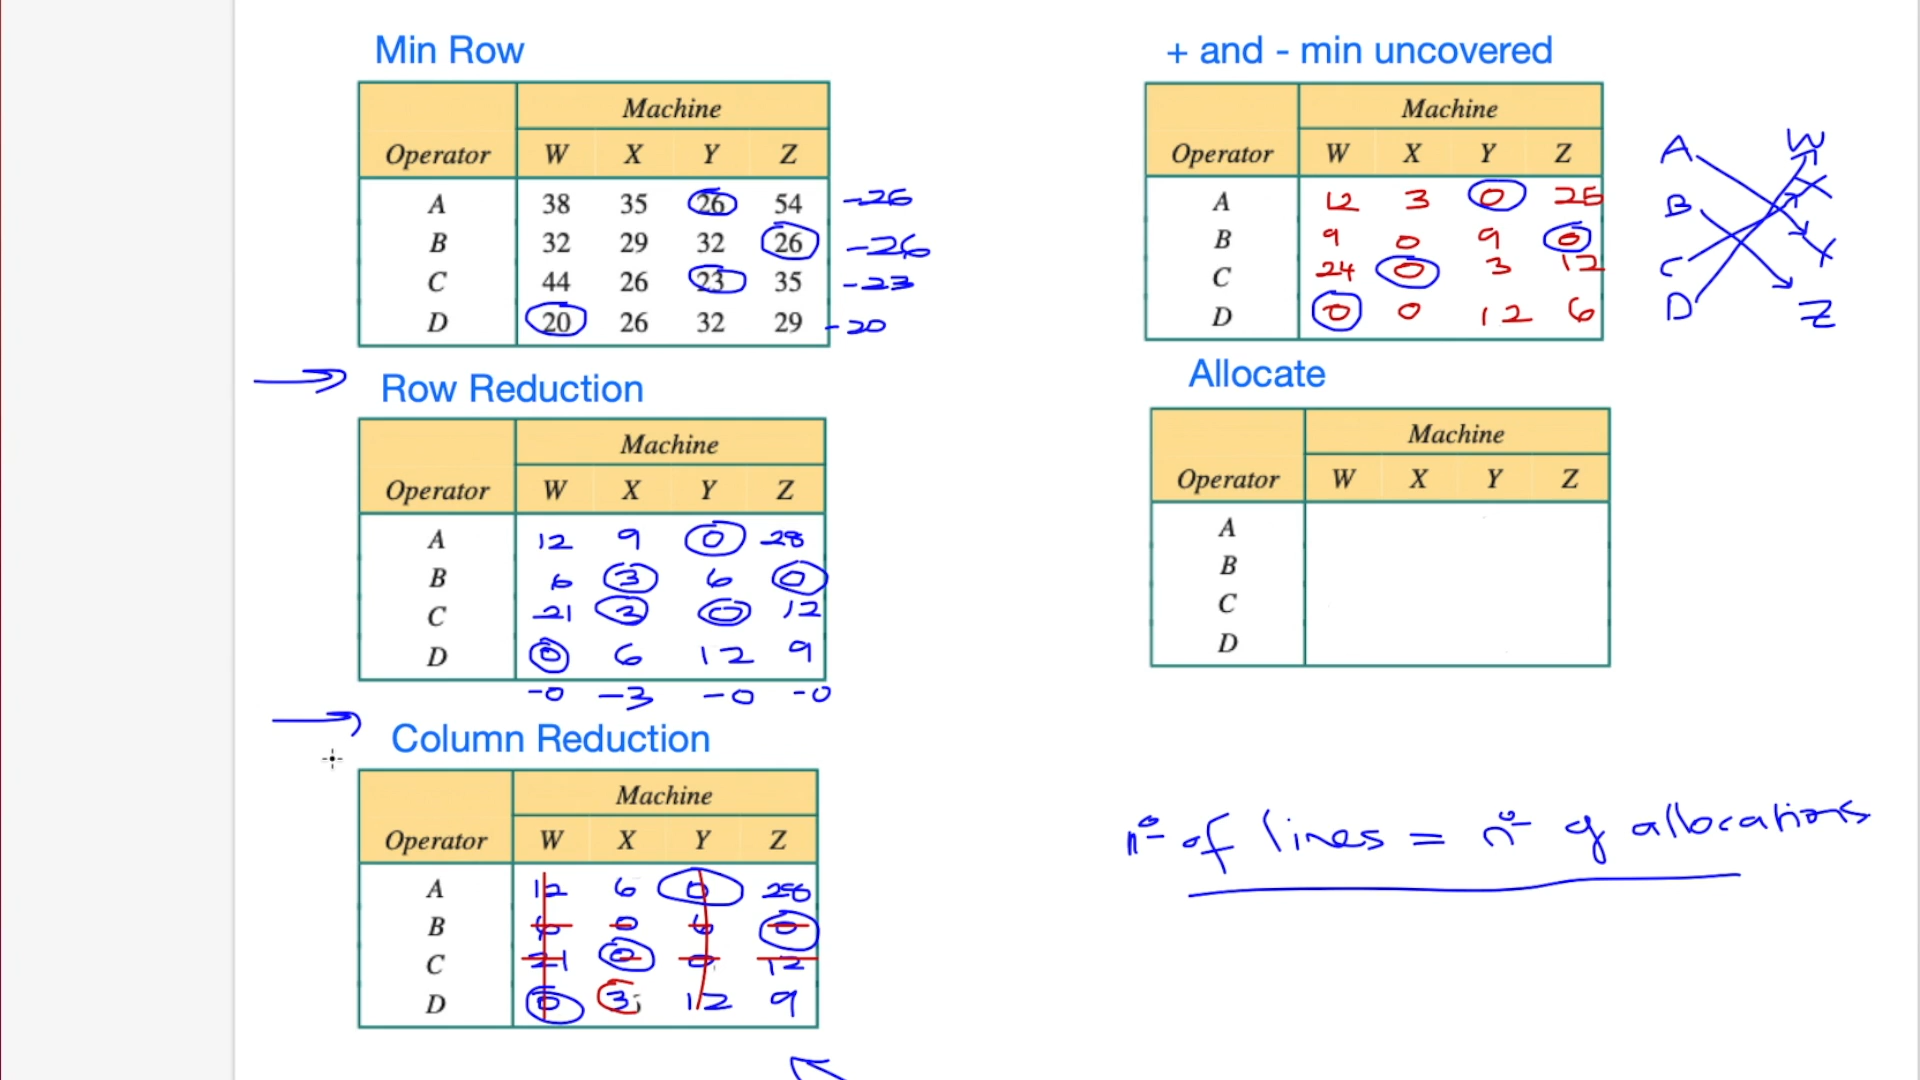 Min Row
Machine
Operator W X Y Z
A 38 35 26 54 -26
B 32 29 32 26 -26
C 44 26 23 35 -23
D 20 26 32 29 -20
Row Reduction
Machine
Operator W X Y Z
A 12 9 0 28
B 6 3 6 0
C 21 3 0 12
D 0 6 12 9
-0 -3 -0 -0
Column Reduction
Machine
Operator W X Y Z
A 12 6 0
B 6 0 6 0
C 21 0 0 12
D 0 3 12 9
+ and - min uncovered
Machine
Operator W X Y Z
A 12 3 0 25
B 9 0 9 0
C 24 0 3 12
D 0 0 12 6
A W
B X
C Y
D Z
Allocate
Machine
Operator W X Y Z
A
B
C
D
nº of lines = nº of allocations